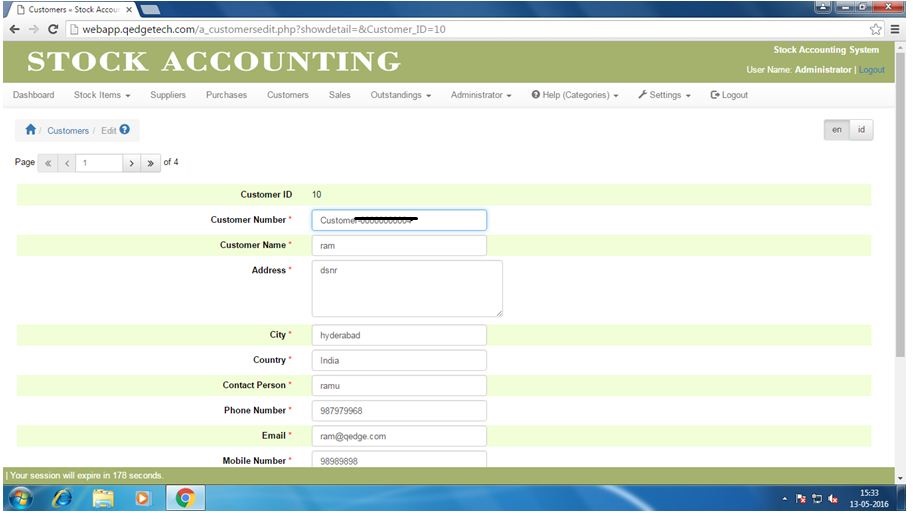 Customers « Stock Accoun
webapp.qedgetech.com/a_customersedit.php?showdetail=&Customer_ID=10
Stock Accounting System
STOCK ACCOUNTING
User Name: Administrator | Logout
Dashboard Stock Items Suppliers Purchases Customers Sales Outstandings Administrator Help (Categories) Settings Logout
/ Customers / Edit
en id
Page « < 1 > » of 4
Customer ID 10
Customer Number *
Customer Name * ram
Address * dsnr
City * hyderabad
Country * India
Contact Person * ramu
Phone Number * 987979968
Email * ram@qedge.com
Mobile Number * 98989898
| Your session will expire in 178 seconds.
15:33
13-05-2016